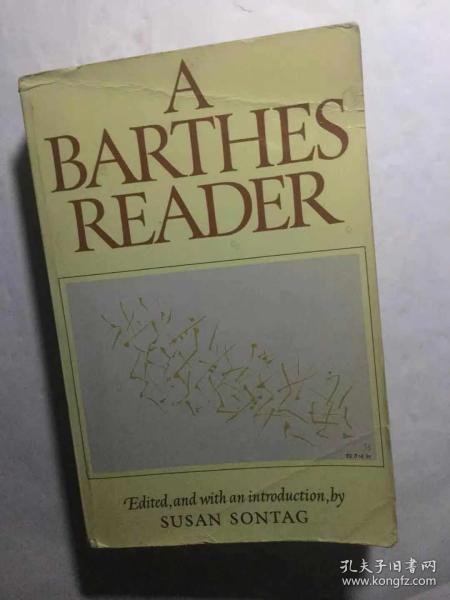 A
BARTHES
READER
Edited, and with an introduction, by
SUSAN SONTAG
孔夫子旧书网
www.kongfz.com